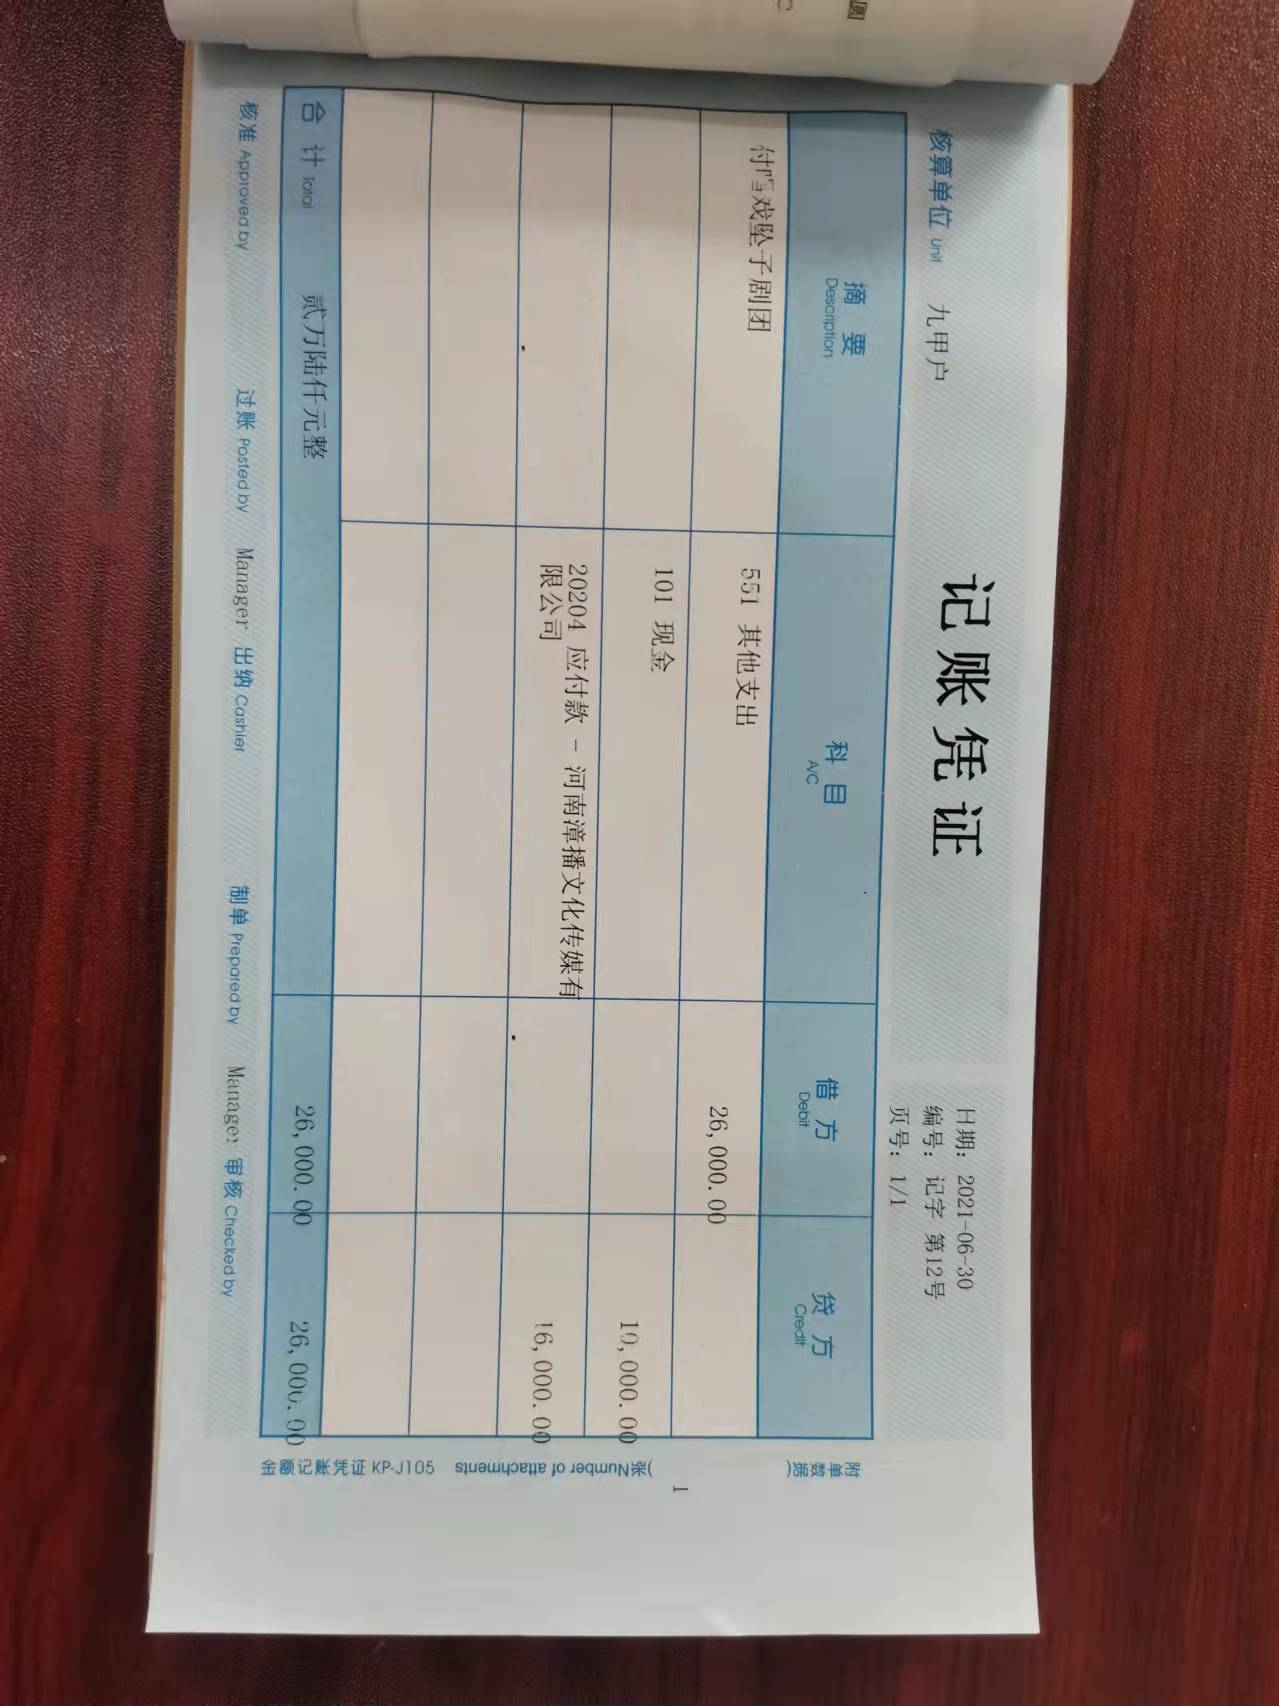 圆
记账凭证
日期: 2021-06-30
编号: 记字 第12号
页号: 1/1
核算单位 Unit 九甲户
摘 要 Description
科 目 A/C
借 方 Debit
贷 方 Credit
戏坠子剧团 551 其他支出 26,000.00
101 现金 10,000.00
20204 应付款 - 河南漳播文化传媒有 16,000.00
限公司
合 计 Total 贰万陆仟元整 26,000.00 26,000.00
核准 Approved by 过账 Posted by Manager 出纳 Cashier 制单 Prepared by Manager 审核 Checked by
附单数据( 1 )张Number of attachments 金额记账凭证 KP-J105